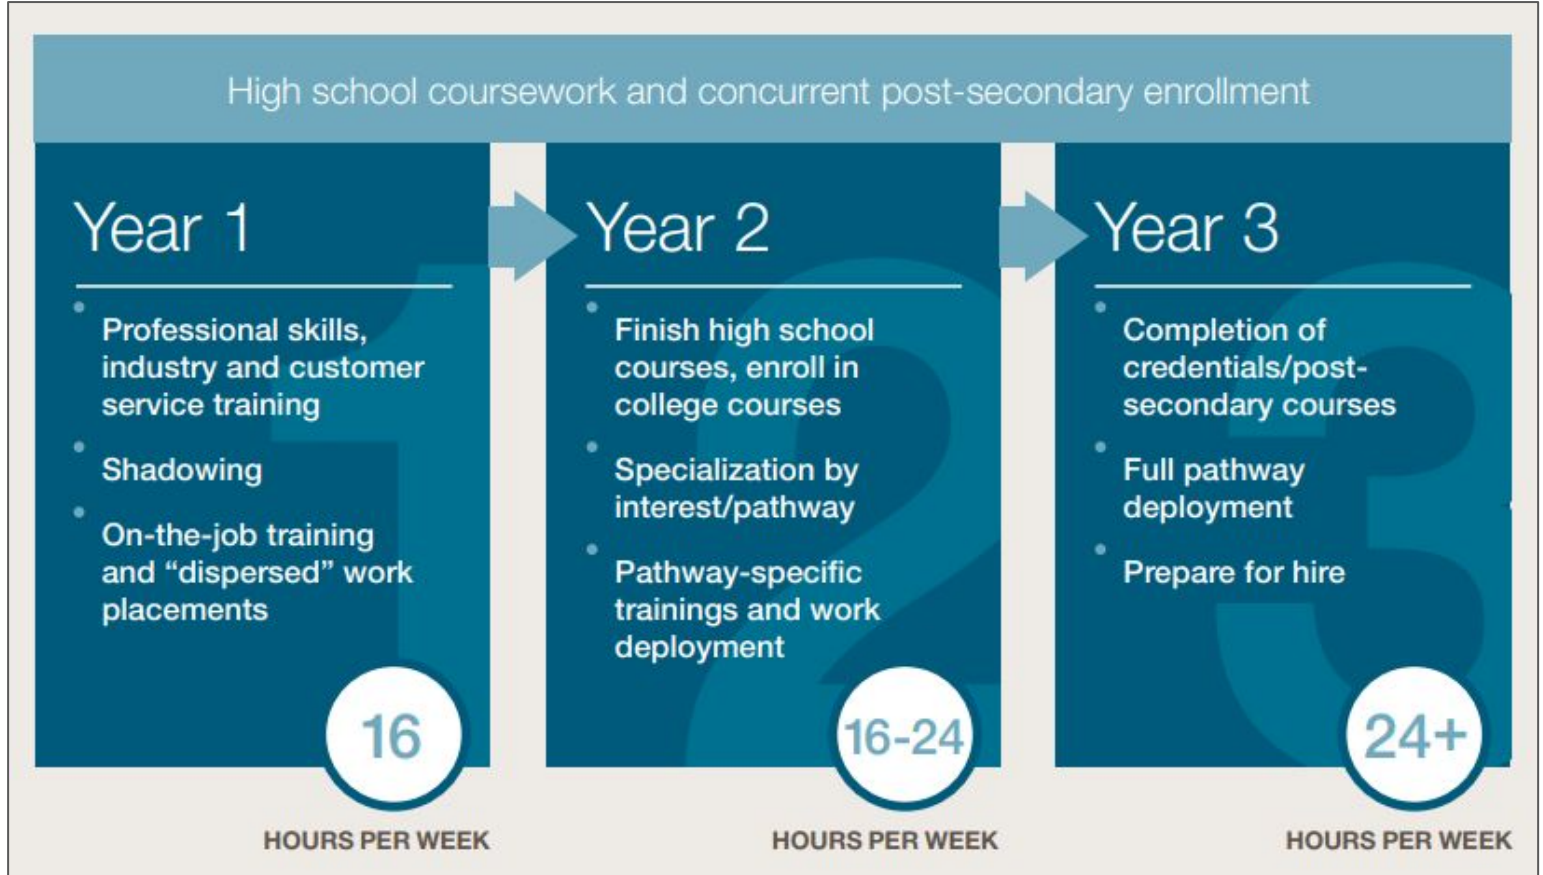 High school coursework and concurrent post-secondary enrollment
Year 1
Professional skills,
industry and customer
service training
Shadowing
On-the-job training
and “dispersed” work
placements
16
HOURS PER WEEK
Year 2
Finish high school
courses, enroll in
college courses
Specialization by
interest/pathway
Pathway-specific
trainings and work
deployment
16-24
HOURS PER WEEK
Year 3
Completion of
credentials/post-
secondary courses
Full pathway
deployment
Prepare for hire
24+
HOURS PER WEEK